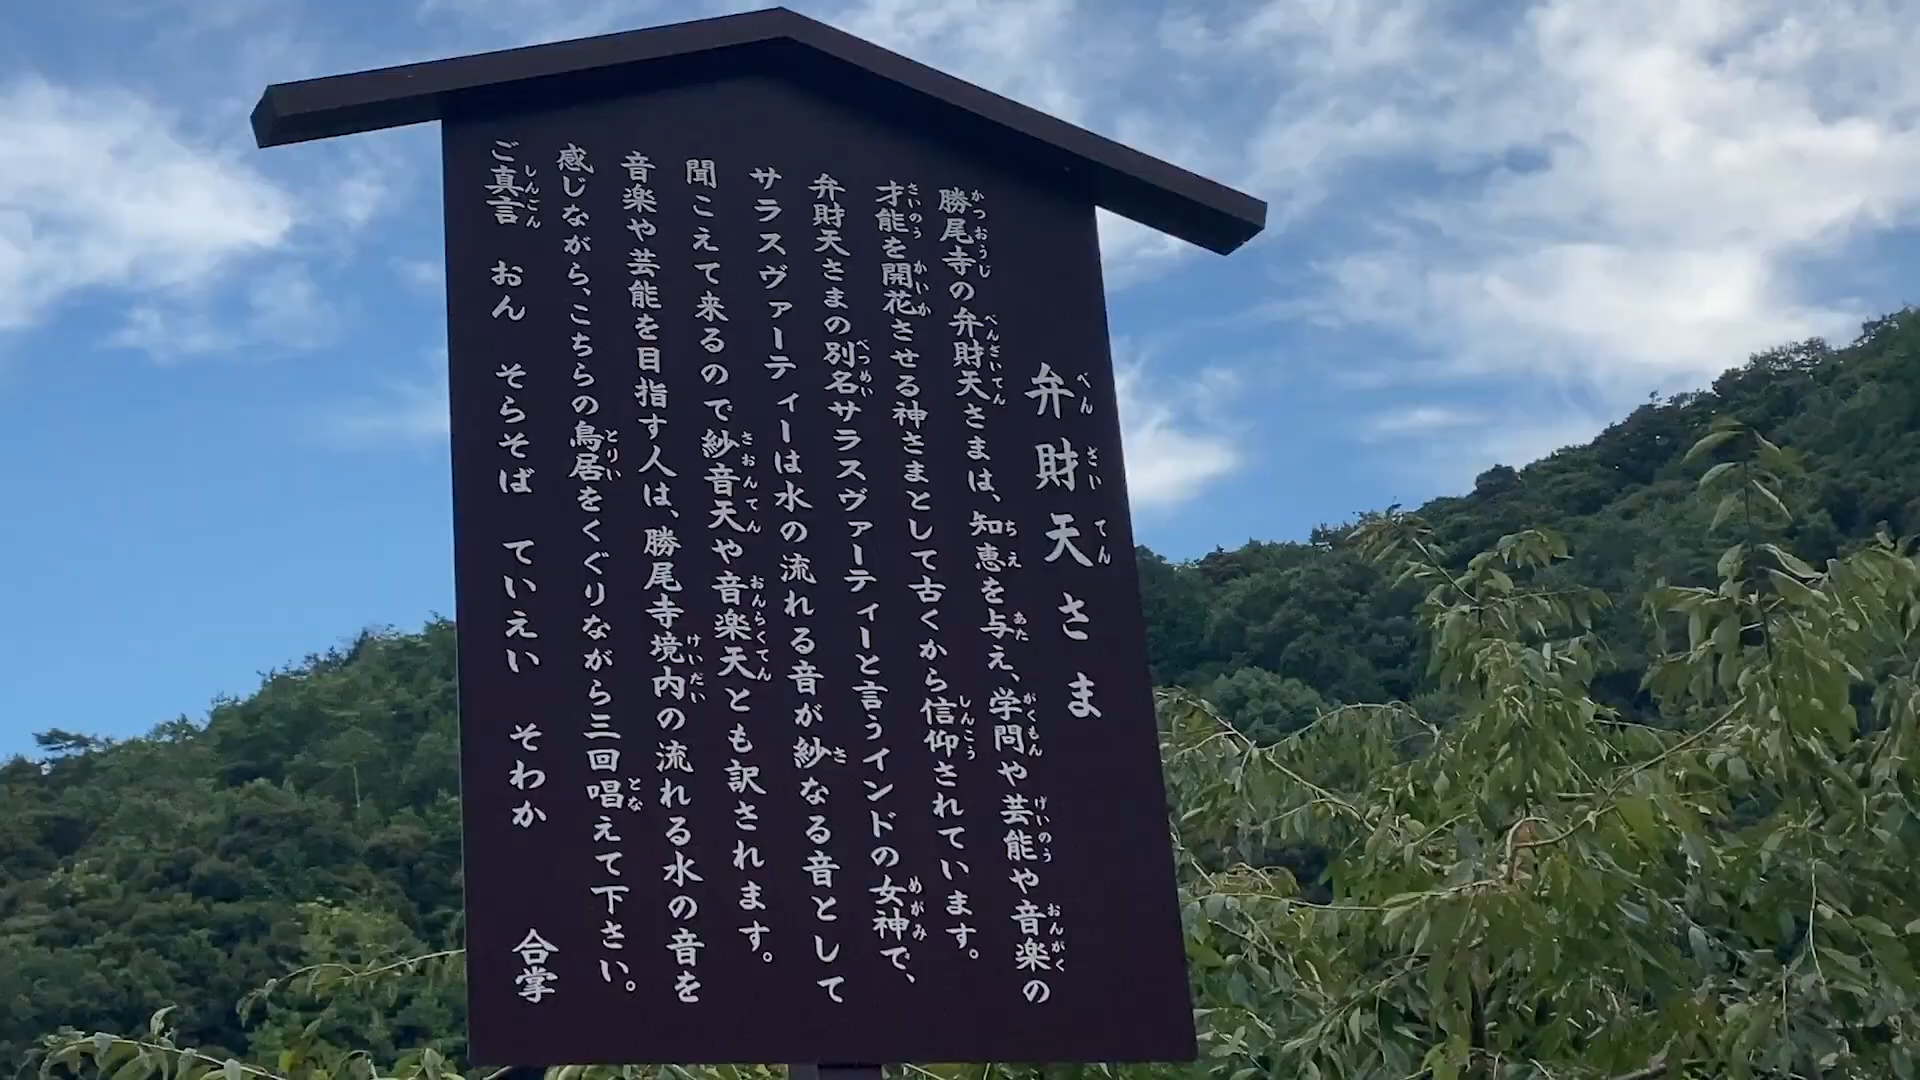 弁財天さま
勝尾寺の弁財天さまは、知恵を与え、学問や芸能や音楽の
才能を開花させる神さまとして古くから信仰されています。
弁財天さまの別名サラスヴァーティーと言うインドの女神で、
サラスヴァーティーは水の流れる音が紗なる音として
聞こえて来るので紗音天や音楽天とも訳されます。
音楽や芸能を目指す人は、勝尾寺境内の流れる水の音を
感じながら、こちらの鳥居をくぐりながら三回唱えて下さい。
ご真言 おん そらそば ていえい そわか 合掌